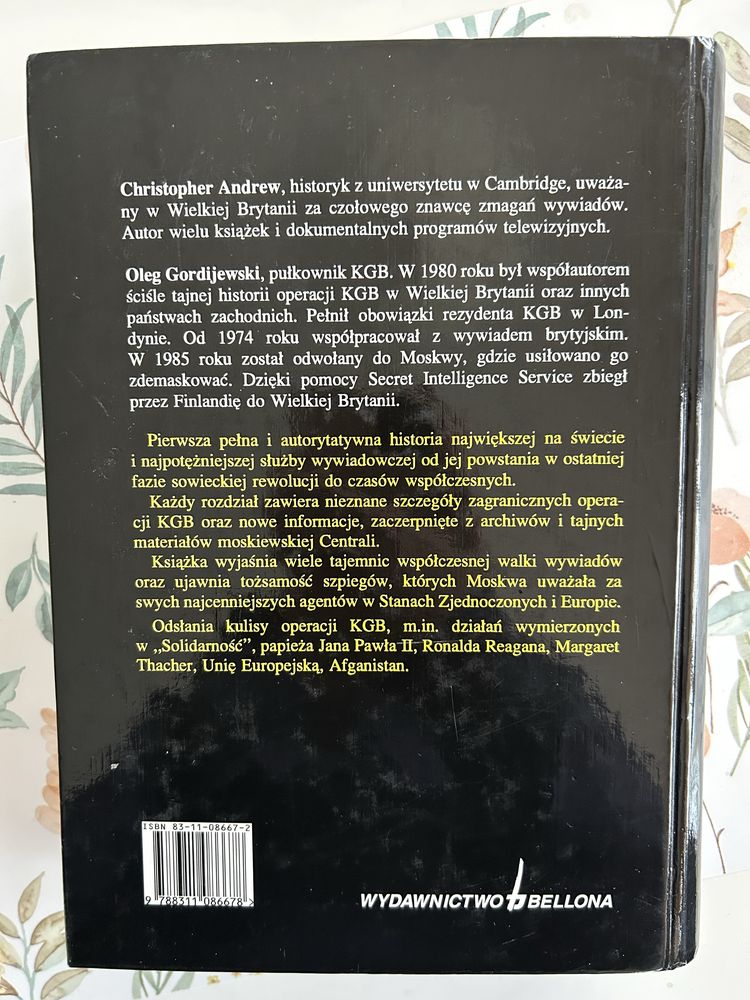 Christopher Andrew, historyk z uniwersytetu w Cambridge, uważa-
ny w Wielkiej Brytanii za czołowego znawcę zmagań wywiadów.
Autor wielu książek i dokumentalnych programów telewizyjnych.
Oleg Gordijewski, pułkownik KGB. W 1980 roku był współautorem
ściśle tajnej historii operacji KGB w Wielkiej Brytanii oraz innych
państwach zachodnich. Pełnił obowiązki rezydenta KGB w Lon-
dynie. Od 1974 roku współpracował z wywiadem brytyjskim.
W 1985 roku został odwołany do Moskwy, gdzie usiłowano go
zdemaskować. Dzięki pomocy Secret Intelligence Service zbiegł
przez Finlandię do Wielkiej Brytanii.
Pierwsza pełna i autorytatywna historia największej na świecie
i najpotężniejszej służby wywiadowczej od jej powstania w ostatniej
fazie sowieckiej rewolucji do czasów współczesnych.
Każdy rozdział zawiera nieznane szczegóły zagranicznych opera-
cji KGB oraz nowe informacje, zaczerpnięte z archiwów i tajnych
materiałów moskiewskiej Centrali.
Książka wyjaśnia wiele tajemnic współczesnej walki wywiadów
oraz ujawnia tożsamość szpiegów, których Moskwa uważała za
swych najcenniejszych agentów w Stanach Zjednoczonych i Europie.
Odsłania kulisy operacji KGB, m.in. działań wymierzonych
w „Solidarność”, papieża Jana Pawła II, Ronalda Reagana, Margaret
Thacher, Unię Europejską, Afganistan.
ISBN 83-11-08667-2
9 788311 086678 >
WYDAWNICTWO BELLONA